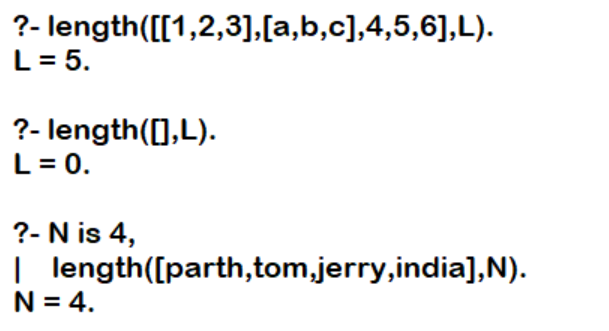 ?- length([[1,2,3],[a,b,c],4,5,6],L).
L = 5.
?- length([],L).
L = 0.
?- N is 4,
| length([parth,tom,jerry,india],N).
N = 4.